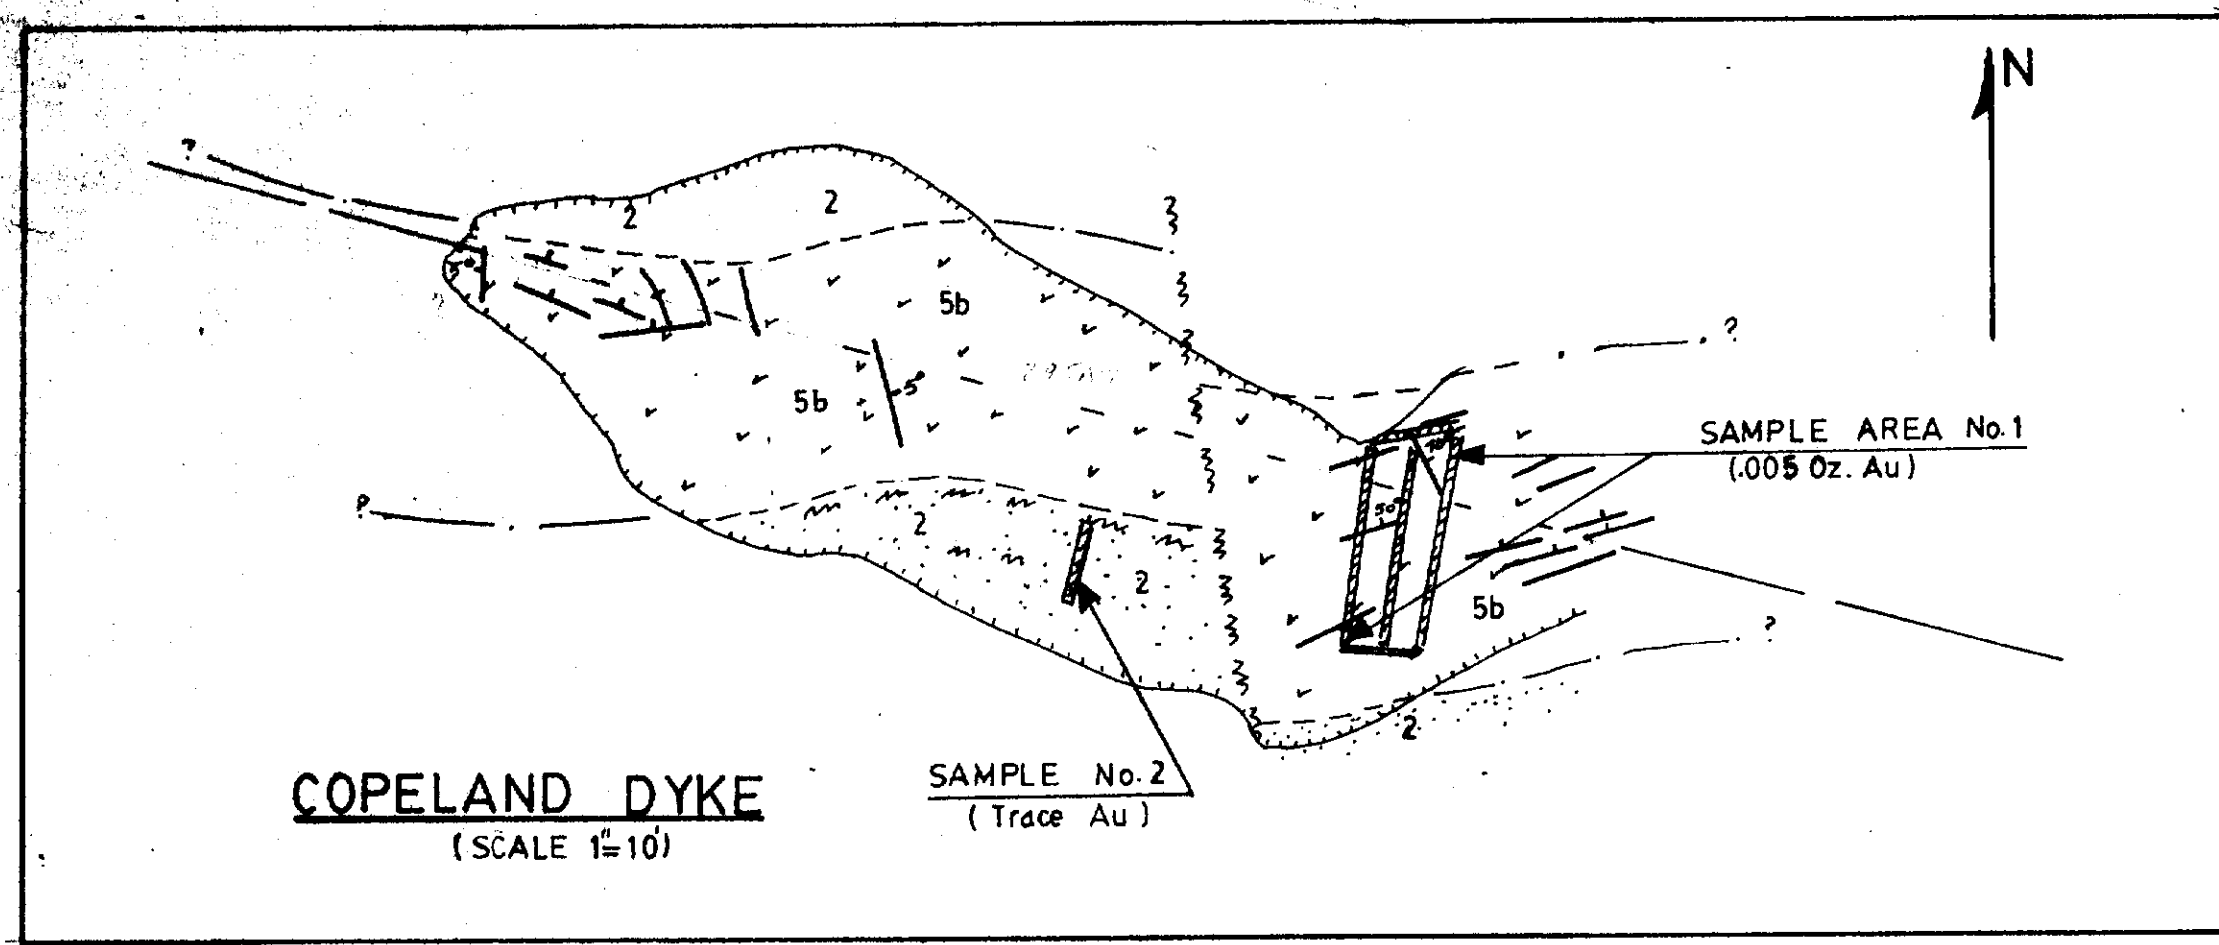 N
?
2
2
5b
?
5b
5°
SAMPLE AREA No.1
(.005 Oz. Au)
?
50°
2
2
5b
?
2
SAMPLE No. 2
( Trace Au )
COPELAND DYKE
(SCALE 1"=10')